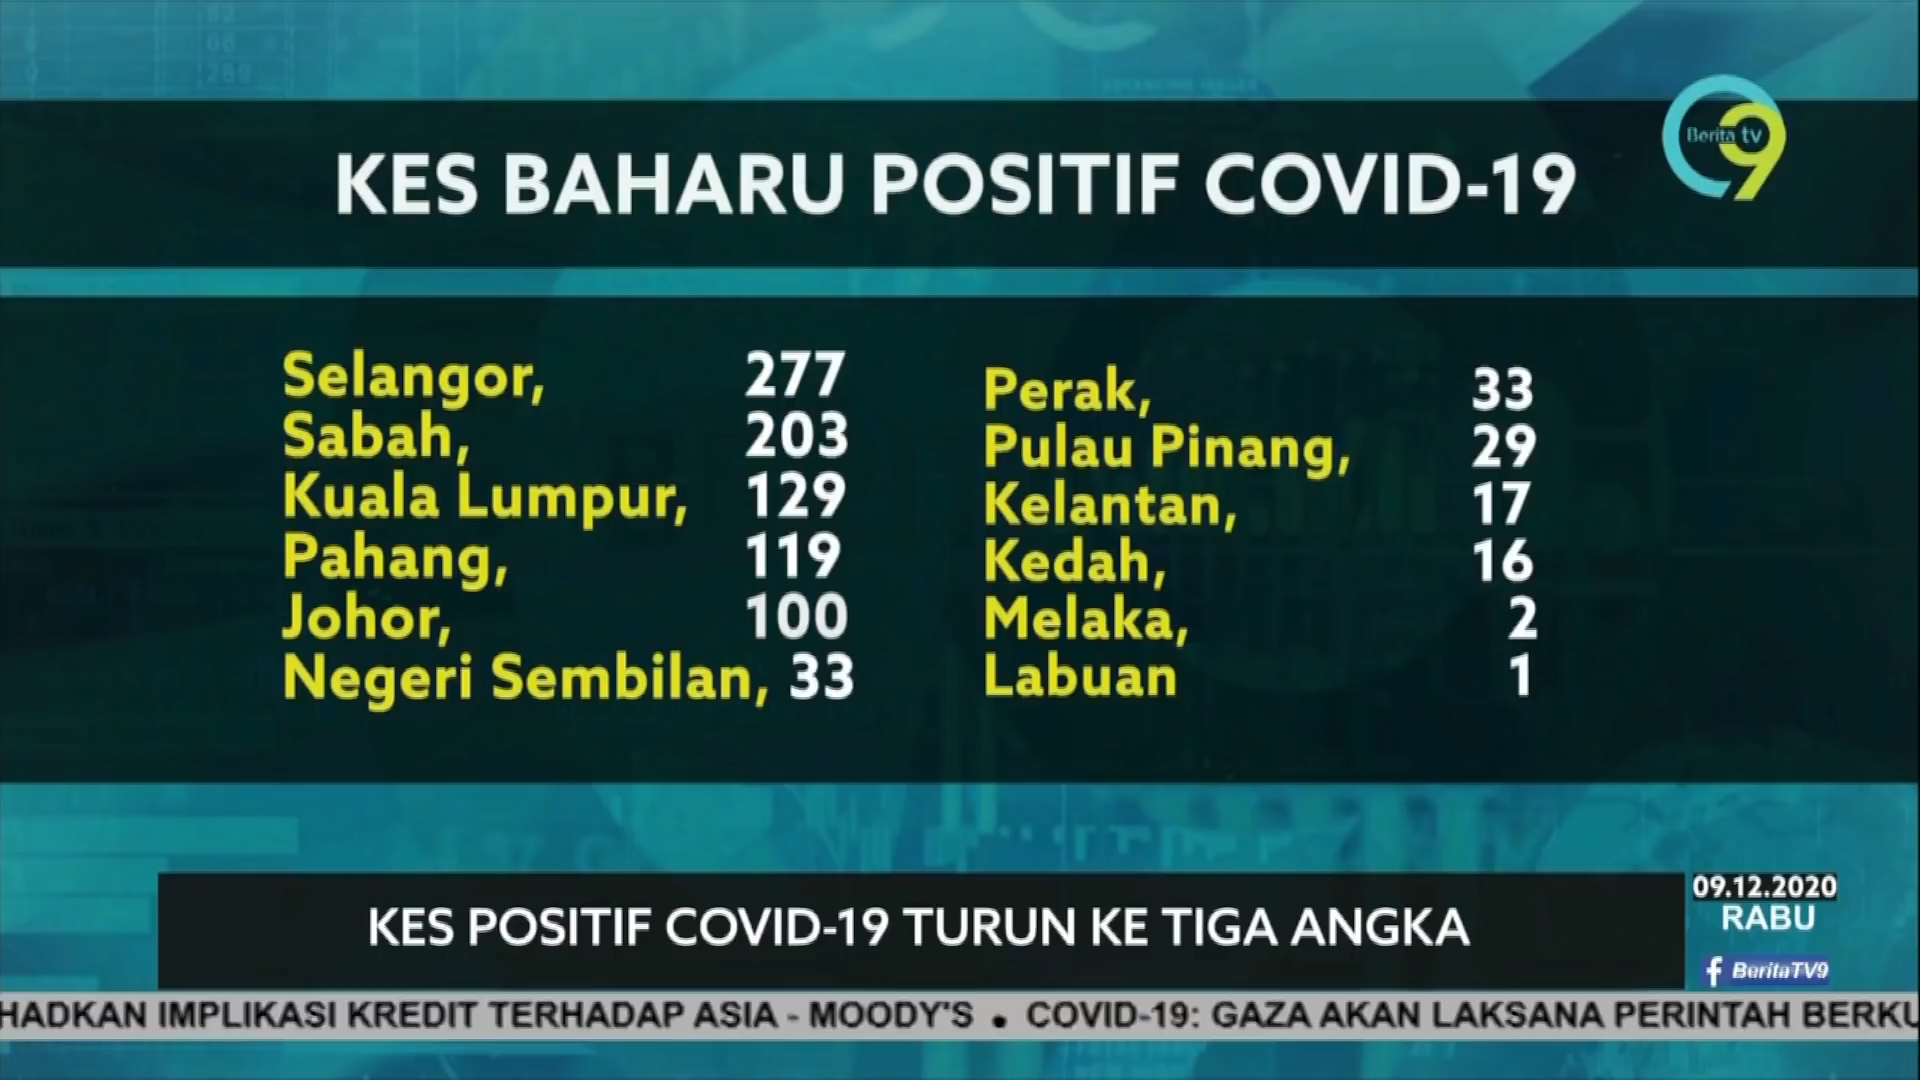 Berita tv 9
KES BAHARU POSITIF COVID-19
Selangor, 277
Sabah, 203
Kuala Lumpur, 129
Pahang, 119
Johor, 100
Negeri Sembilan, 33
Perak, 33
Pulau Pinang, 29
Kelantan, 17
Kedah, 16
Melaka, 2
Labuan 1
KES POSITIF COVID-19 TURUN KE TIGA ANGKA
09.12.2020
RABU
f BeritaTV9
HADKAN IMPLIKASI KREDIT TERHADAP ASIA - MOODY'S • COVID-19: GAZA AKAN LAKSANA PERINTAH BERKU